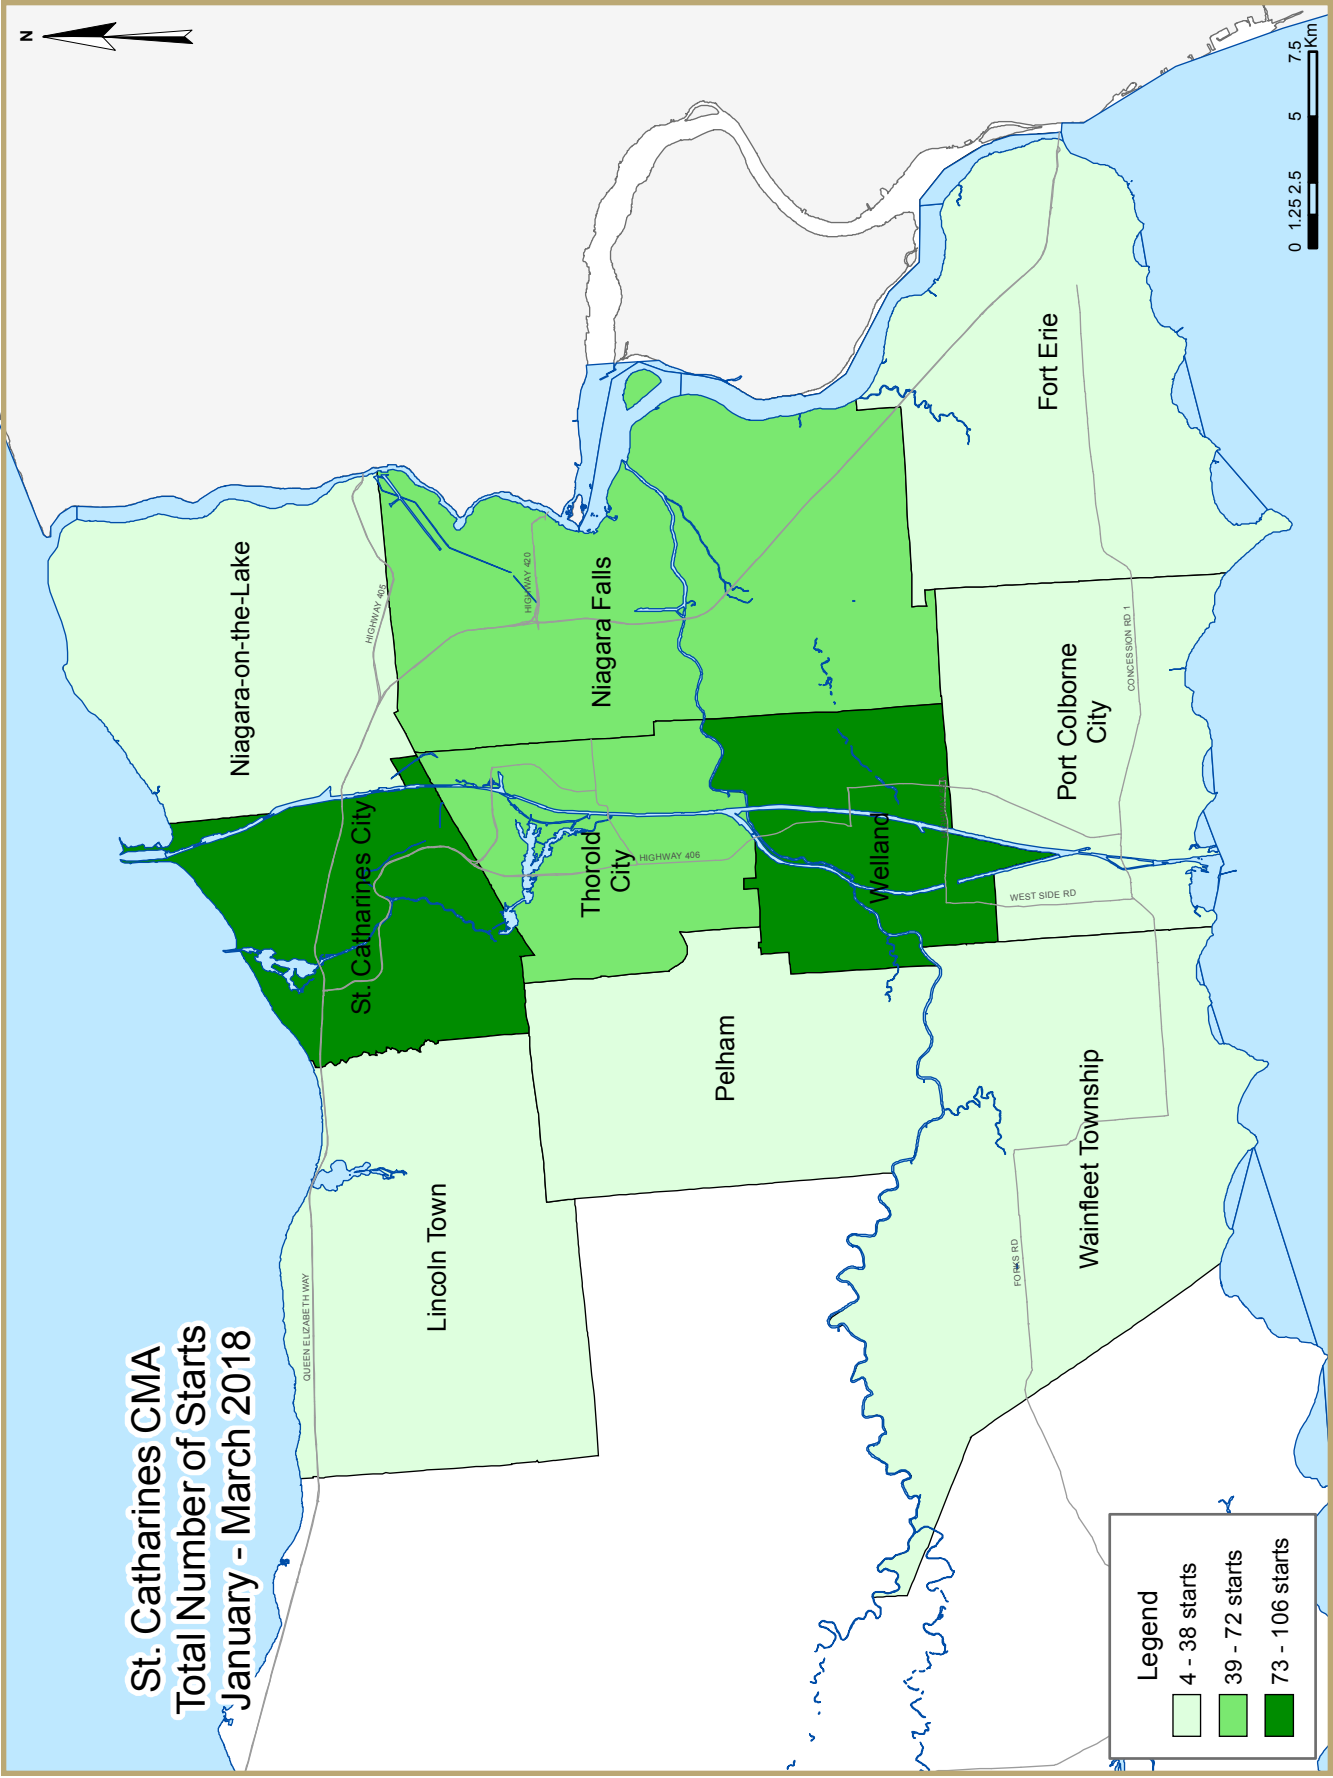 St. Catharines CMA
Total Number of Starts
January - March 2018
N
QUEEN ELIZABETH WAY
Lincoln Town
St. Catharines City
Niagara-on-the-Lake
HIGHWAY 405
HIGHWAY 420
Niagara Falls
Thorold
City
HIGHWAY 406
Pelham
Welland
WEST SIDE RD
Wainfleet Township
FORKS RD
Port Colborne
City
CONCESSION RD 1
Fort Erie
Legend
4 - 38 starts
39 - 72 starts
73 - 106 starts
0 1.25 2.5 5 7.5
Km